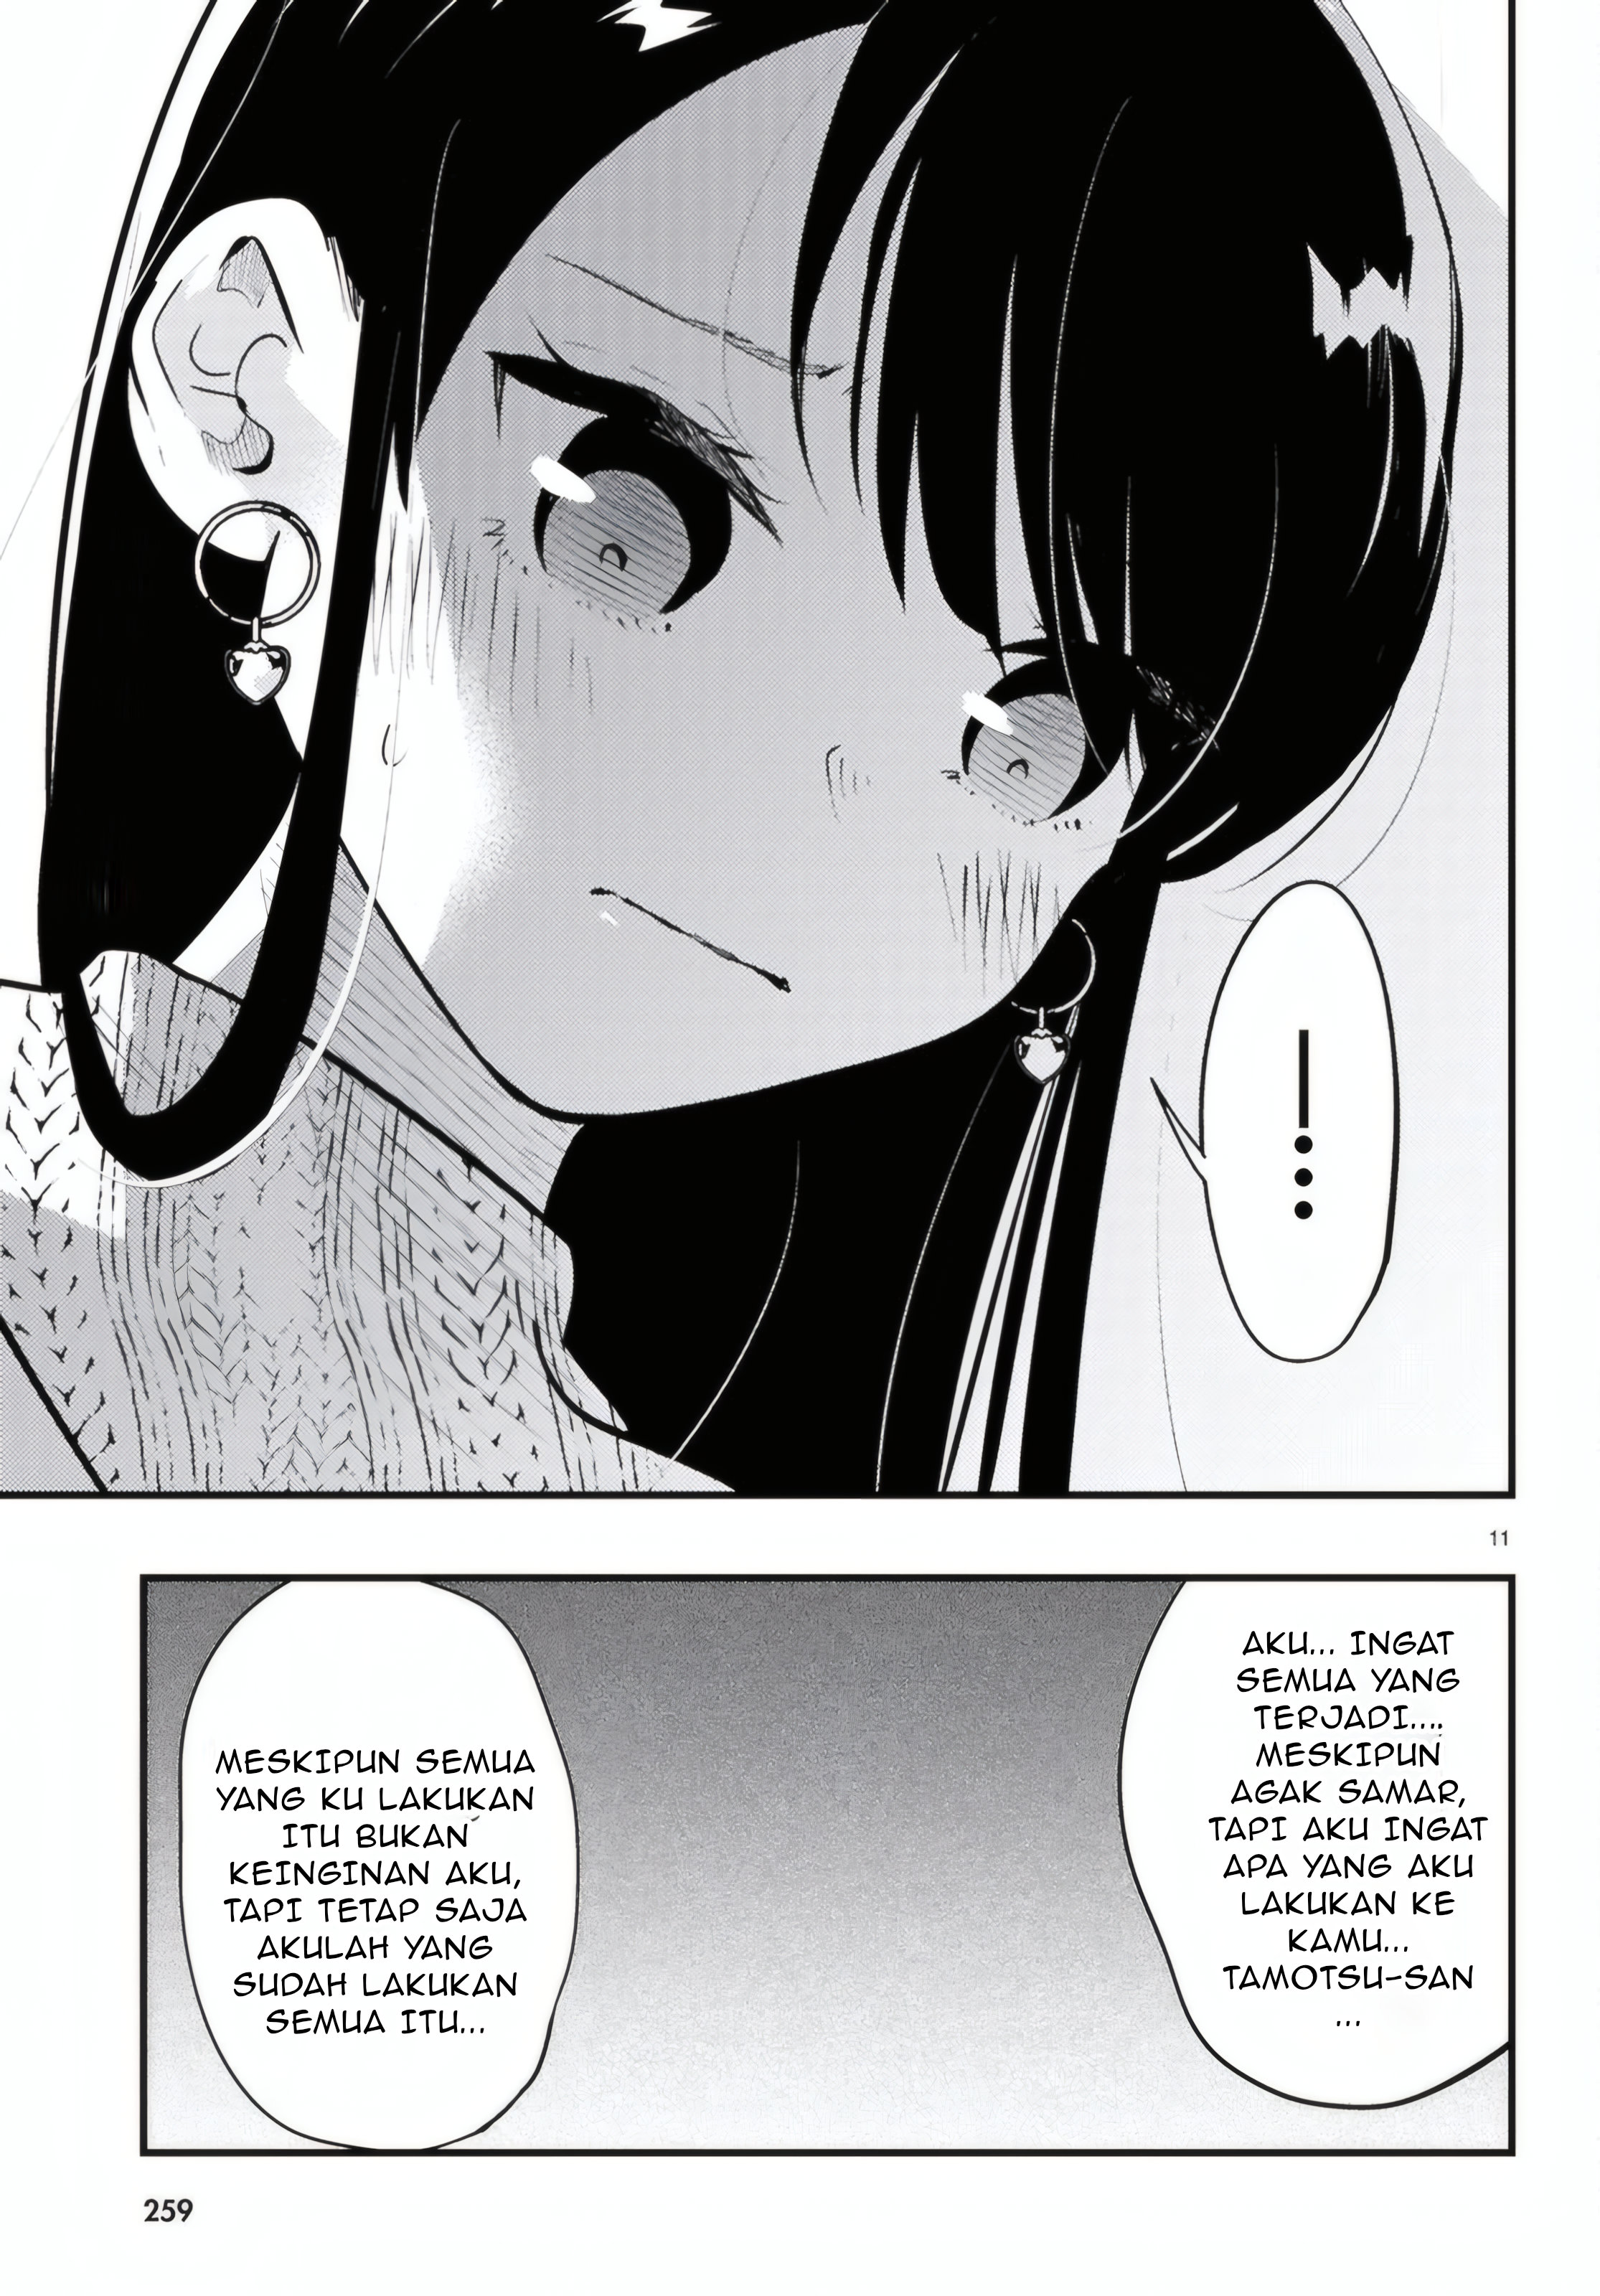 ―...
11
AKU... INGAT
SEMUA YANG
TERJADI....
MESKIPUN
AGAK SAMAR,
TAPI AKU INGAT
APA YANG AKU
LAKUKAN KE
KAMU...
TAMOTSU-SAN
...
MESKIPUN SEMUA
YANG KU LAKUKAN
ITU BUKAN
KEINGINAN AKU,
TAPI TETAP SAJA
AKULAH YANG
SUDAH LAKUKAN
SEMUA ITU...
259